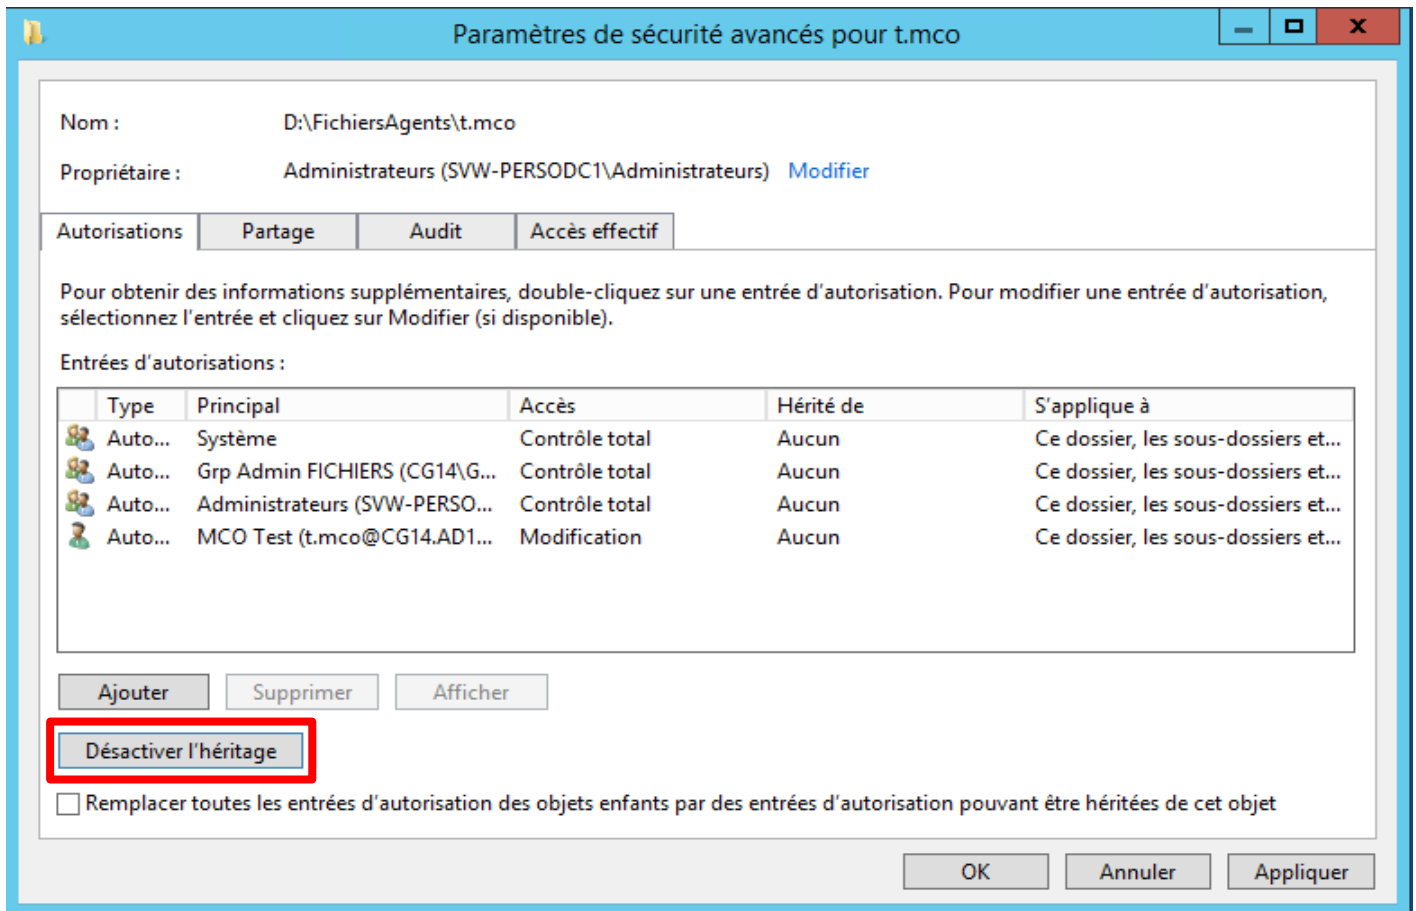 Paramètres de sécurité avancés pour t.mco
Nom : D:\FichiersAgents\t.mco
Propriétaire : Administrateurs (SVW-PERSODC1\Administrateurs) Modifier
Autorisations Partage Audit Accès effectif
Pour obtenir des informations supplémentaires, double-cliquez sur une entrée d'autorisation. Pour modifier une entrée d'autorisation,
sélectionnez l'entrée et cliquez sur Modifier (si disponible).
Entrées d'autorisations :
Type Principal Accès Hérité de S'applique à
Auto... Système Contrôle total Aucun Ce dossier, les sous-dossiers et...
Auto... Grp Admin FICHIERS (CG14\G... Contrôle total Aucun Ce dossier, les sous-dossiers et...
Auto... Administrateurs (SVW-PERSO... Contrôle total Aucun Ce dossier, les sous-dossiers et...
Auto... MCO Test (t.mco@CG14.AD1... Modification Aucun Ce dossier, les sous-dossiers et...
Ajouter Supprimer Afficher
Désactiver l'héritage
Remplacer toutes les entrées d'autorisation des objets enfants par des entrées d'autorisation pouvant être héritées de cet objet
OK Annuler Appliquer